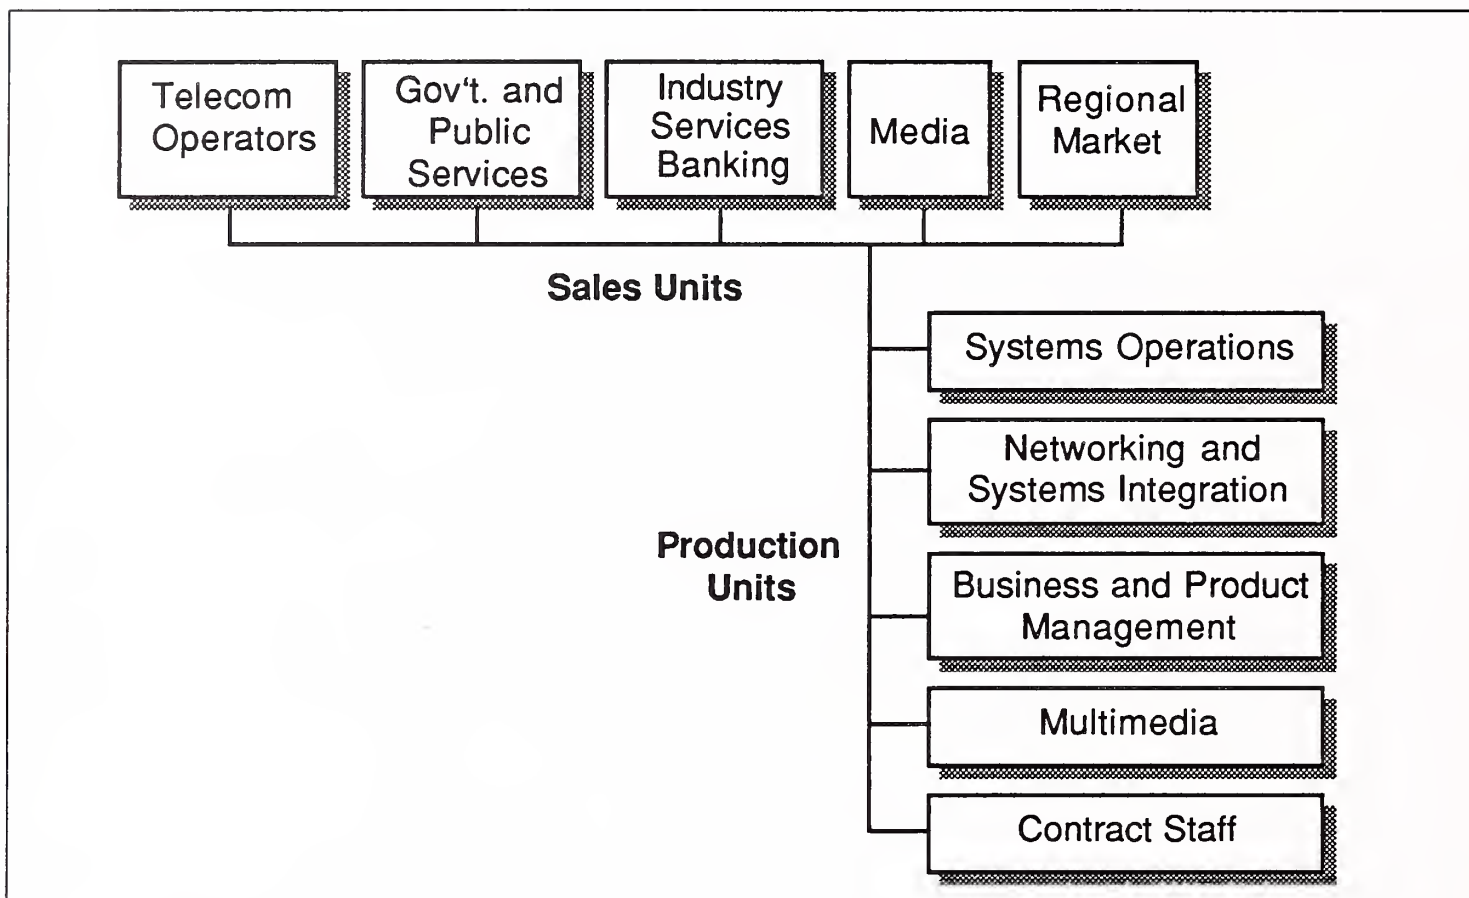 Telecom
Operators
Gov't. and
Public
Services
Industry
Services
Banking
Media
Regional
Market
Sales Units
Systems Operations
Networking and
Systems Integration
Production
Units
Business and Product
Management
Multimedia
Contract Staff